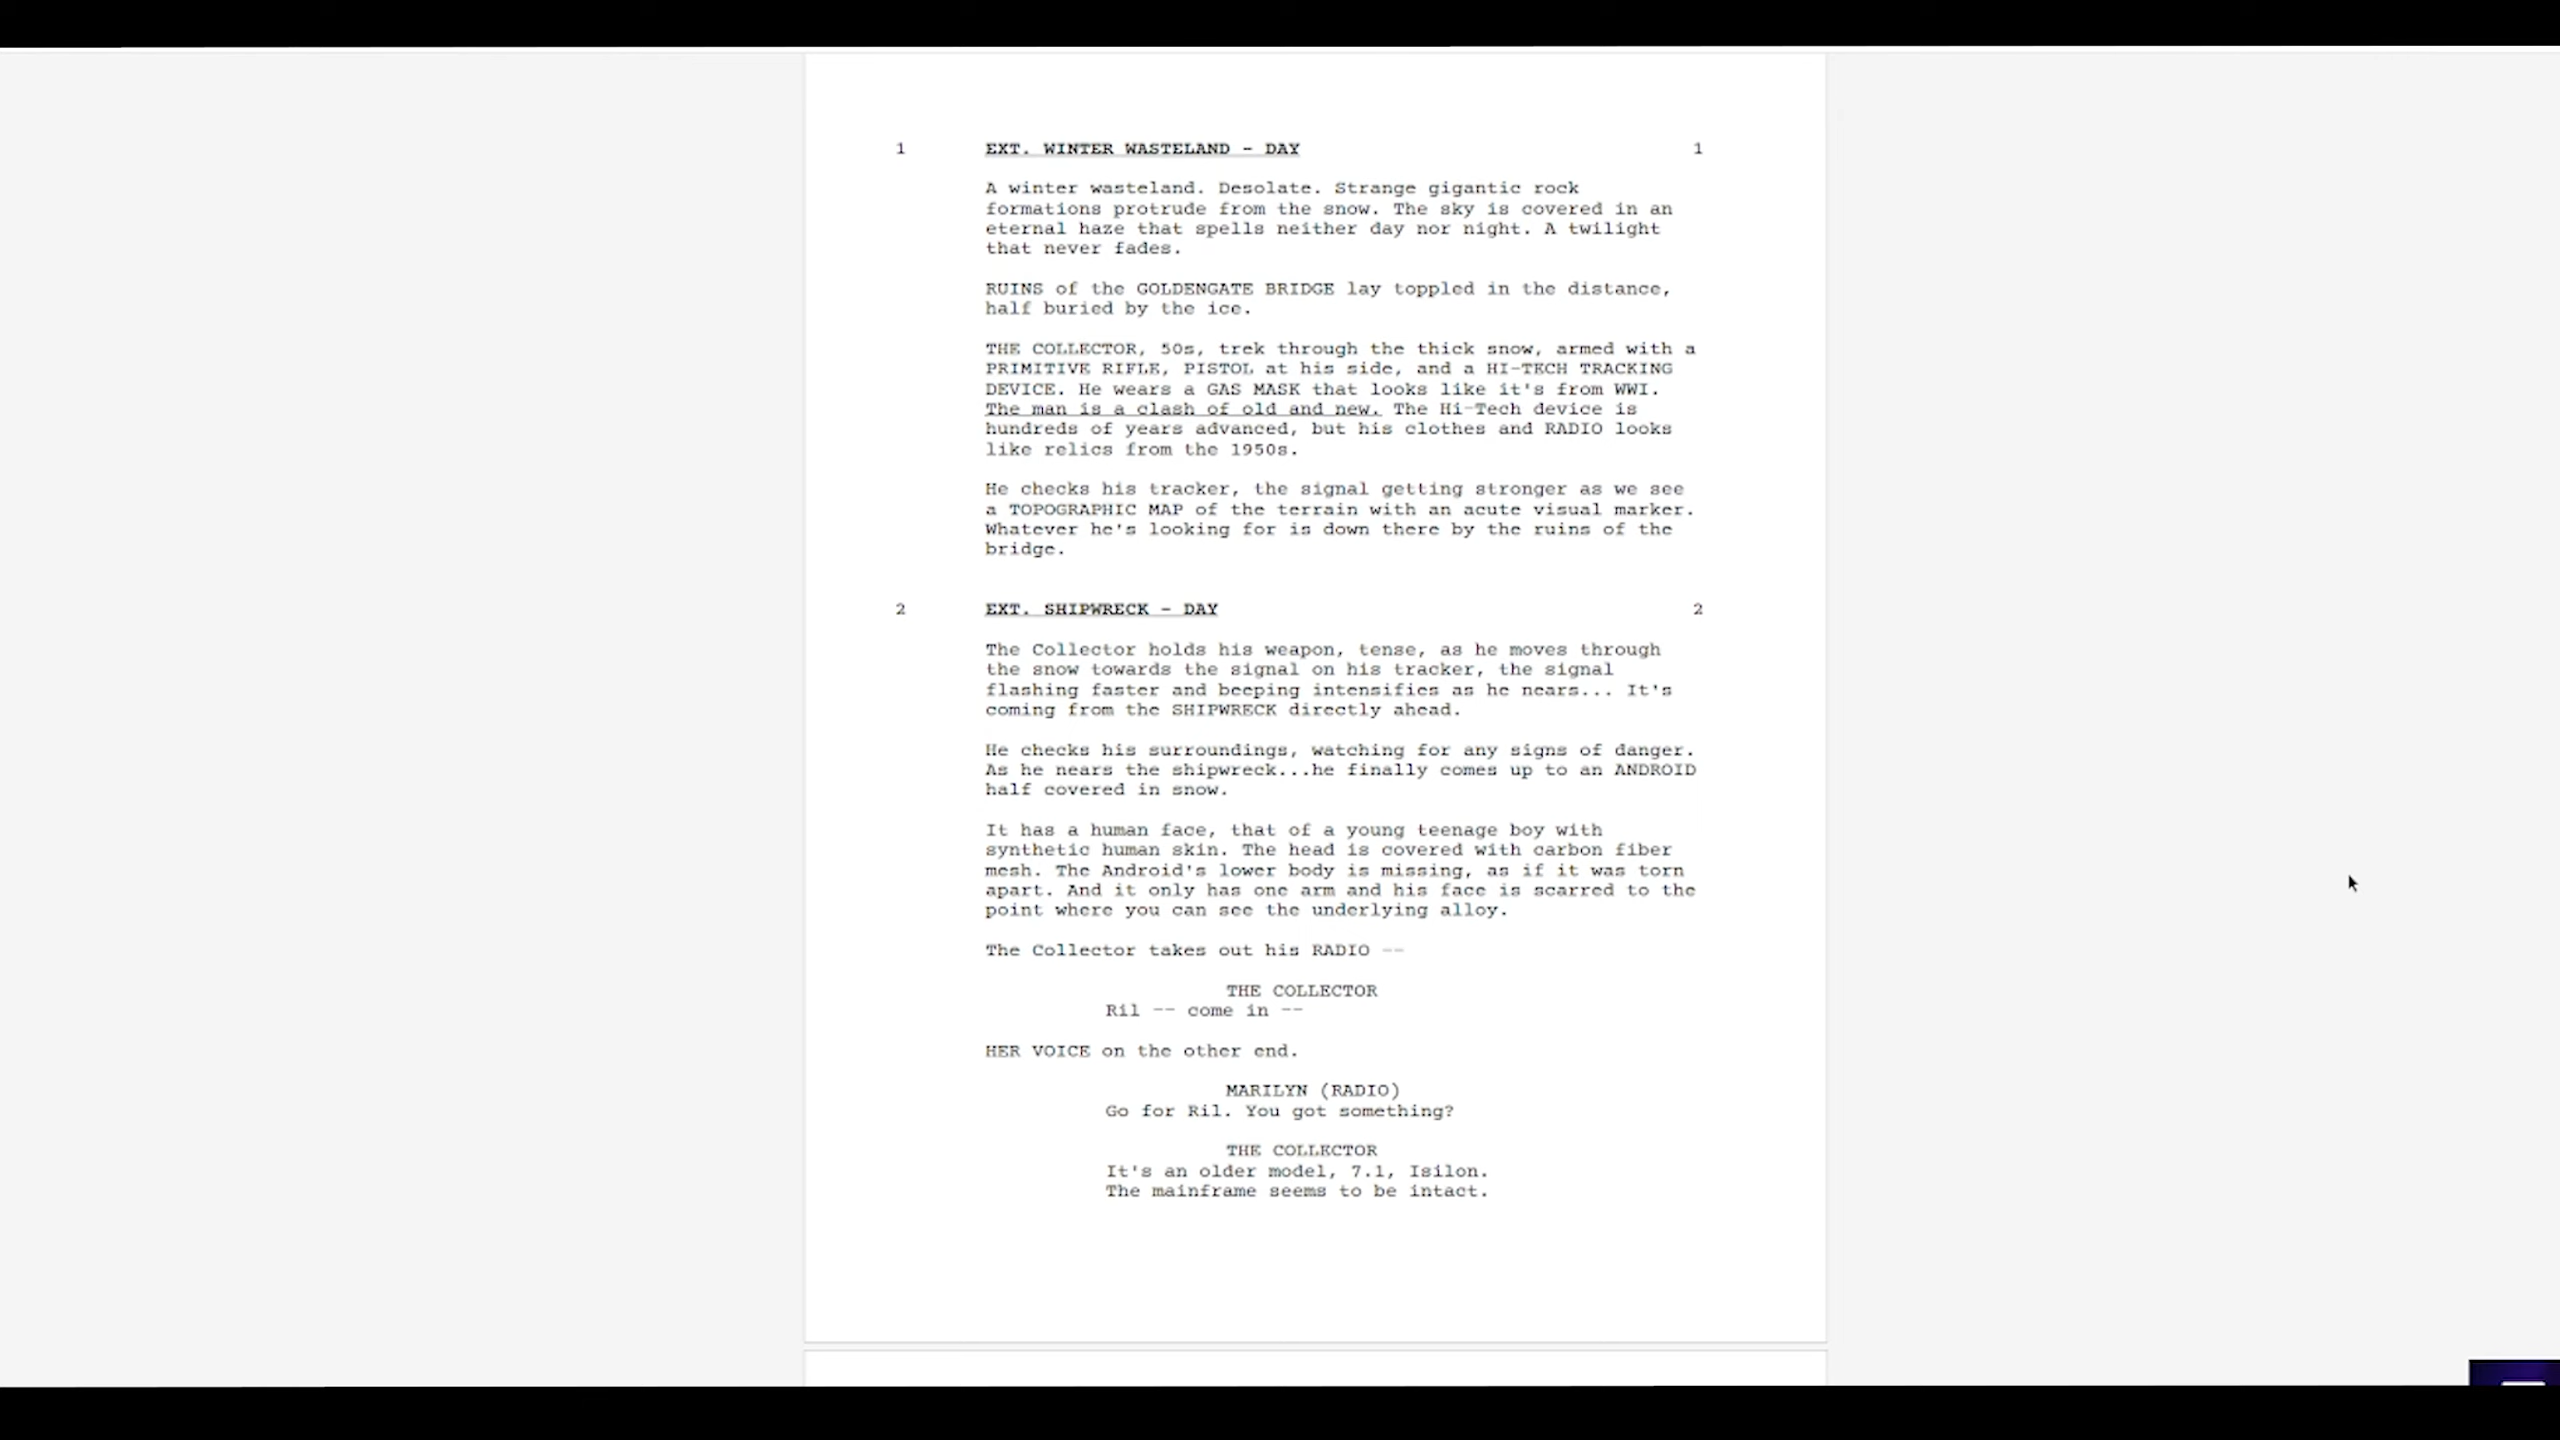 1 EXT. WINTER WASTELAND - DAY 1
A winter wasteland. Desolate. Strange gigantic rock
formations protrude from the snow. The sky is covered in an
eternal haze that spells neither day nor night. A twilight
that never fades.
RUINS of the GOLDENGATE BRIDGE lay toppled in the distance,
half buried by the ice.
THE COLLECTOR, 50s, trek through the thick snow, armed with a
PRIMITIVE RIFLE, PISTOL at his side, and a HI-TECH TRACKING
DEVICE. He wears a GAS MASK that looks like it's from WWI.
The man is a clash of old and new. The Hi-Tech device is
hundreds of years advanced, but his clothes and RADIO looks
like relics from the 1950s.
He checks his tracker, the signal getting stronger as we see
a TOPOGRAPHIC MAP of the terrain with an acute visual marker.
Whatever he's looking for is down there by the ruins of the
bridge.
2 EXT. SHIPWRECK - DAY 2
The Collector holds his weapon, tense, as he moves through
the snow towards the signal on his tracker, the signal
flashing faster and beeping intensifies as he nears... It's
coming from the SHIPWRECK directly ahead.
He checks his surroundings, watching for any signs of danger.
As he nears the shipwreck...he finally comes up to an ANDROID
half covered in snow.
It has a human face, that of a young teenage boy with
synthetic human skin. The head is covered with carbon fiber
mesh. The Android's lower body is missing, as if it was torn
apart. And it only has one arm and his face is scarred to the
point where you can see the underlying alloy.
The Collector takes out his RADIO --
THE COLLECTOR
Ril -- come in --
HER VOICE on the other end.
MARILYN (RADIO)
Go for Ril. You got something?
THE COLLECTOR
It's an older model, 7.1, Isilon.
The mainframe seems to be intact.